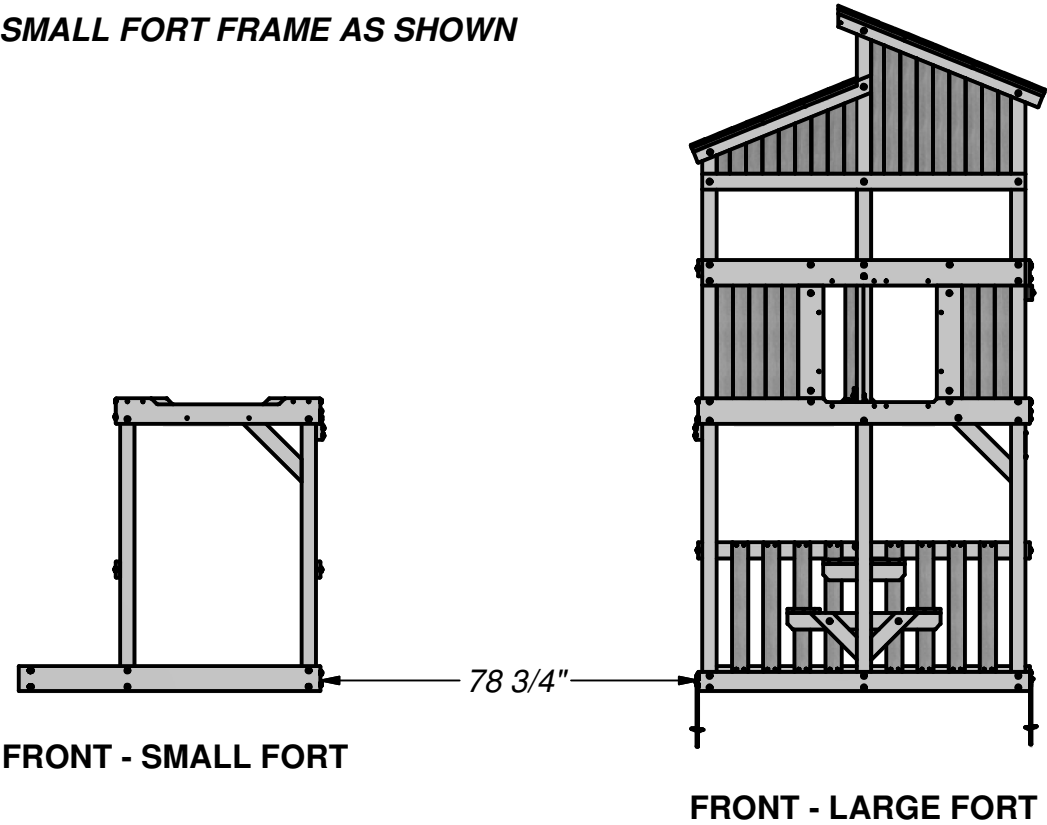 SMALL FORT FRAME AS SHOWN
78 3/4"
FRONT - SMALL FORT
FRONT - LARGE FORT